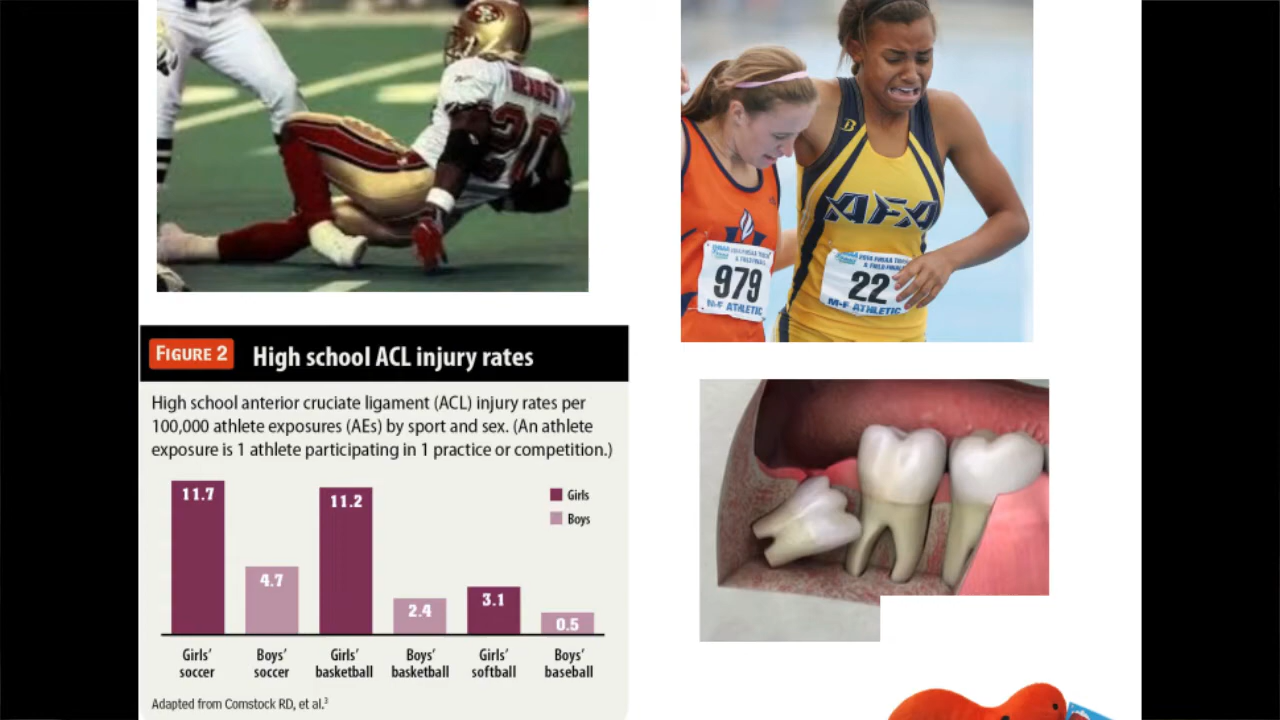 HEARST
20
AFXA
979
M-F ATHLETIC
22
M-F ATHLETIC
FIGURE 2 High school ACL injury rates
High school anterior cruciate ligament (ACL) injury rates per
100,000 athlete exposures (AEs) by sport and sex. (An athlete
exposure is 1 athlete participating in 1 practice or competition.)
11.7
4.7
11.2
2.4
3.1
0.5
Girls
Boys
Girls' soccer
Boys' soccer
Girls' basketball
Boys' basketball
Girls' softball
Boys' baseball
Adapted from Comstock RD, et al.³